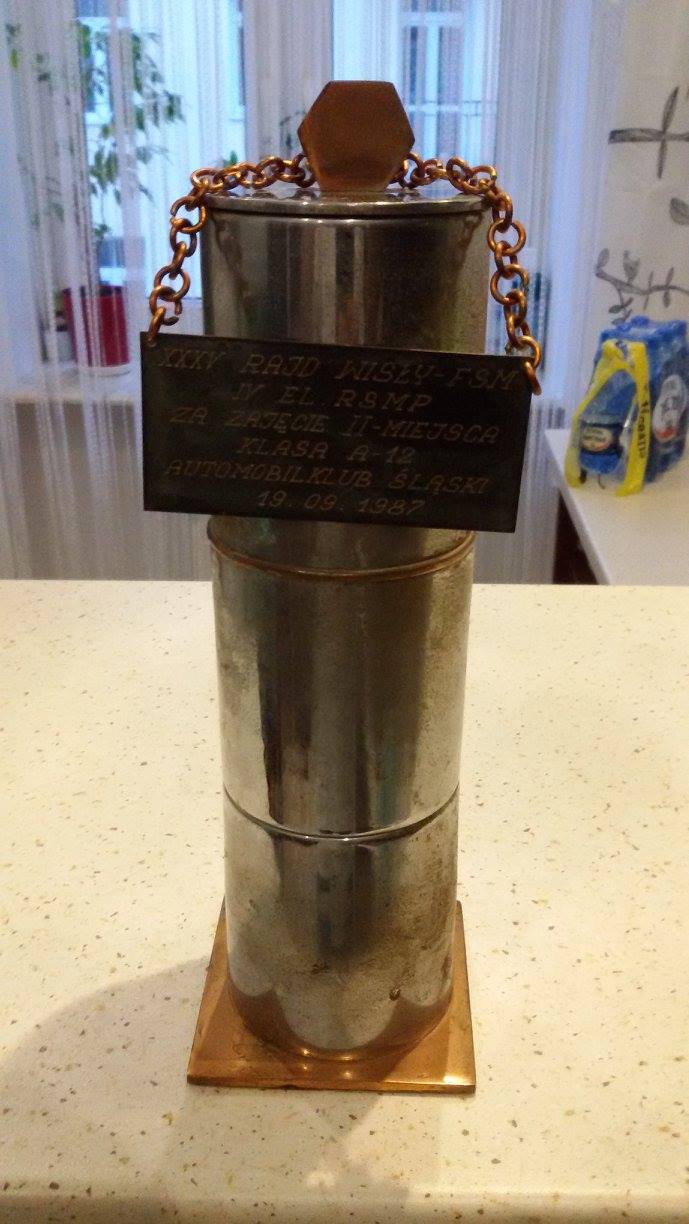 XXXV RAJD WISŁY-FSM
IV EL. RSMP
ZA ZAJĘCIE II-MIEJSCA
KLASA A-12
AUTOMOBILKLUB ŚLĄSKI
19.09.1987